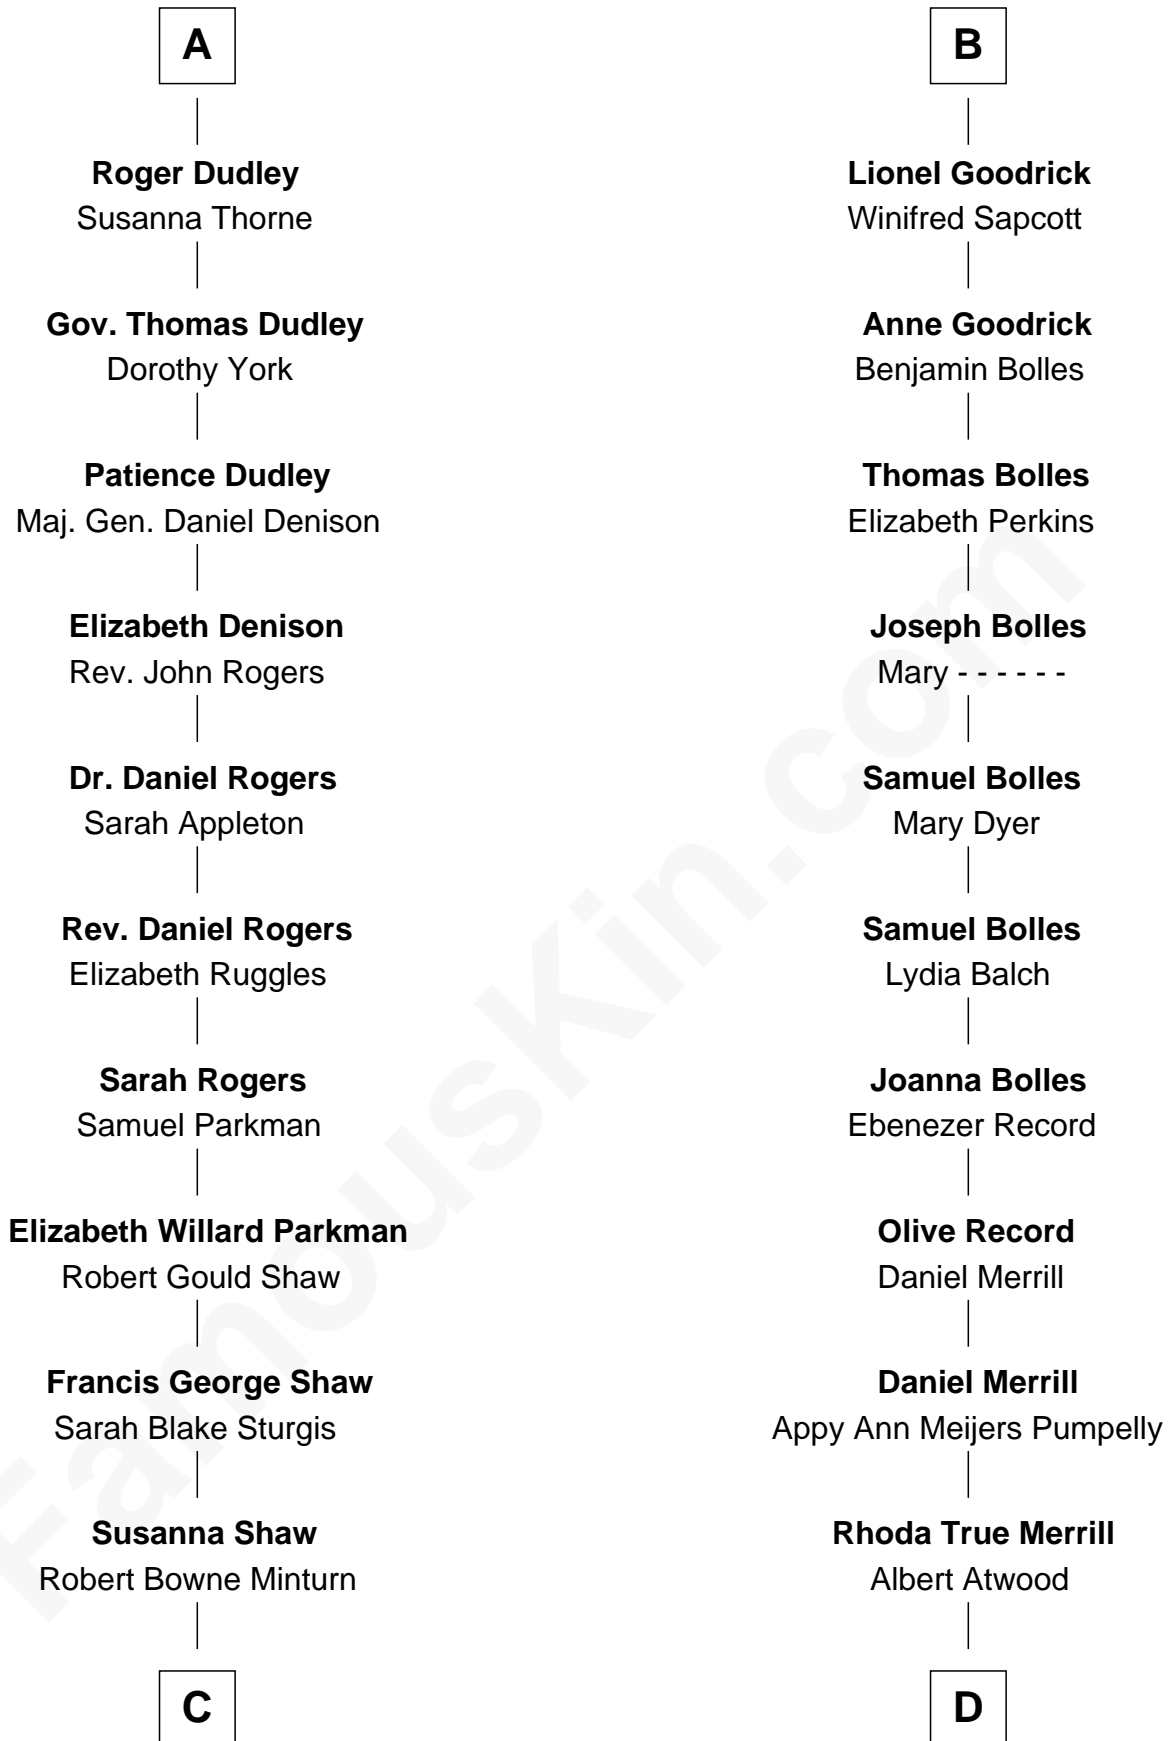 A
Roger Dudley
Susanna Thorne
Gov. Thomas Dudley
Dorothy York
Patience Dudley
Maj. Gen. Daniel Denison
Elizabeth Denison
Rev. John Rogers
Dr. Daniel Rogers
Sarah Appleton
Rev. Daniel Rogers
Elizabeth Ruggles
Sarah Rogers
Samuel Parkman
Elizabeth Willard Parkman
Robert Gould Shaw
Francis George Shaw
Sarah Blake Sturgis
Susanna Shaw
Robert Bowne Minturn
C
B
Lionel Goodrick
Winifred Sapcott
Anne Goodrick
Benjamin Bolles
Thomas Bolles
Elizabeth Perkins
Joseph Bolles
Mary - - - - - -
Samuel Bolles
Mary Dyer
Samuel Bolles
Lydia Balch
Joanna Bolles
Ebenezer Record
Olive Record
Daniel Merrill
Daniel Merrill
Appy Ann Meijers Pumpelly
Rhoda True Merrill
Albert Atwood
D
FamousKin.com